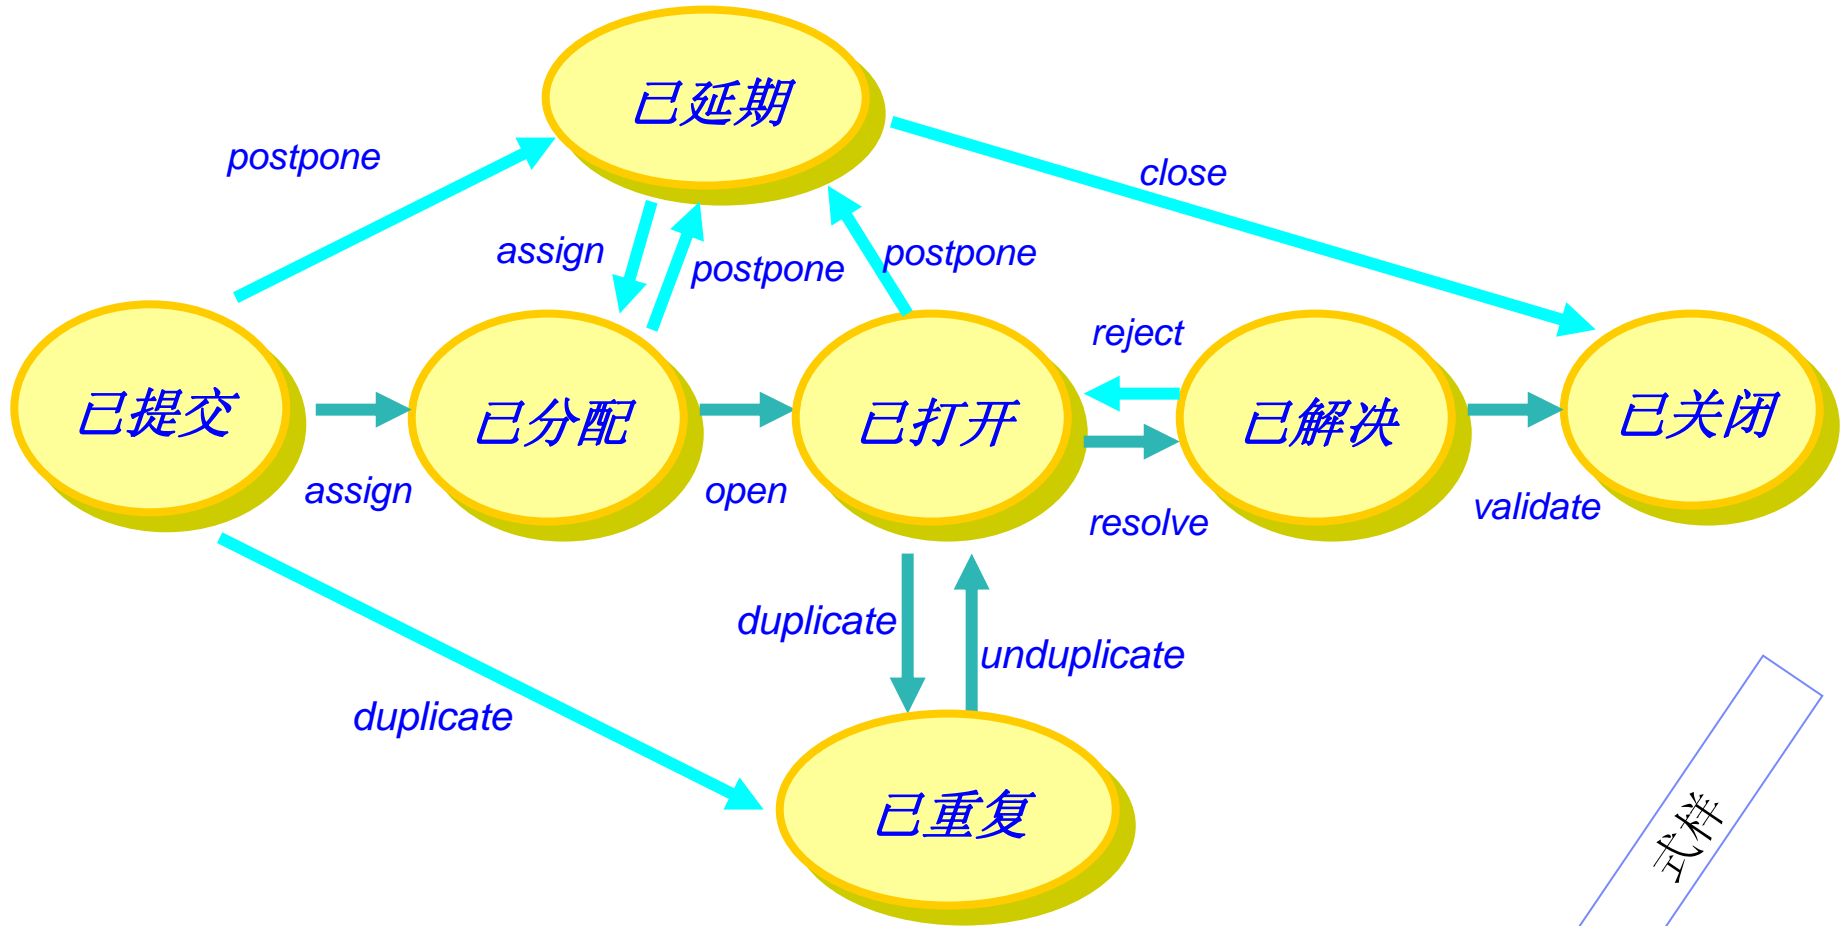 已延期
postpone
close
assign
postpone
postpone
reject
已提交
已分配
已打开
已解决
已关闭
assign
open
resolve
validate
duplicate
unduplicate
duplicate
已重复
式样